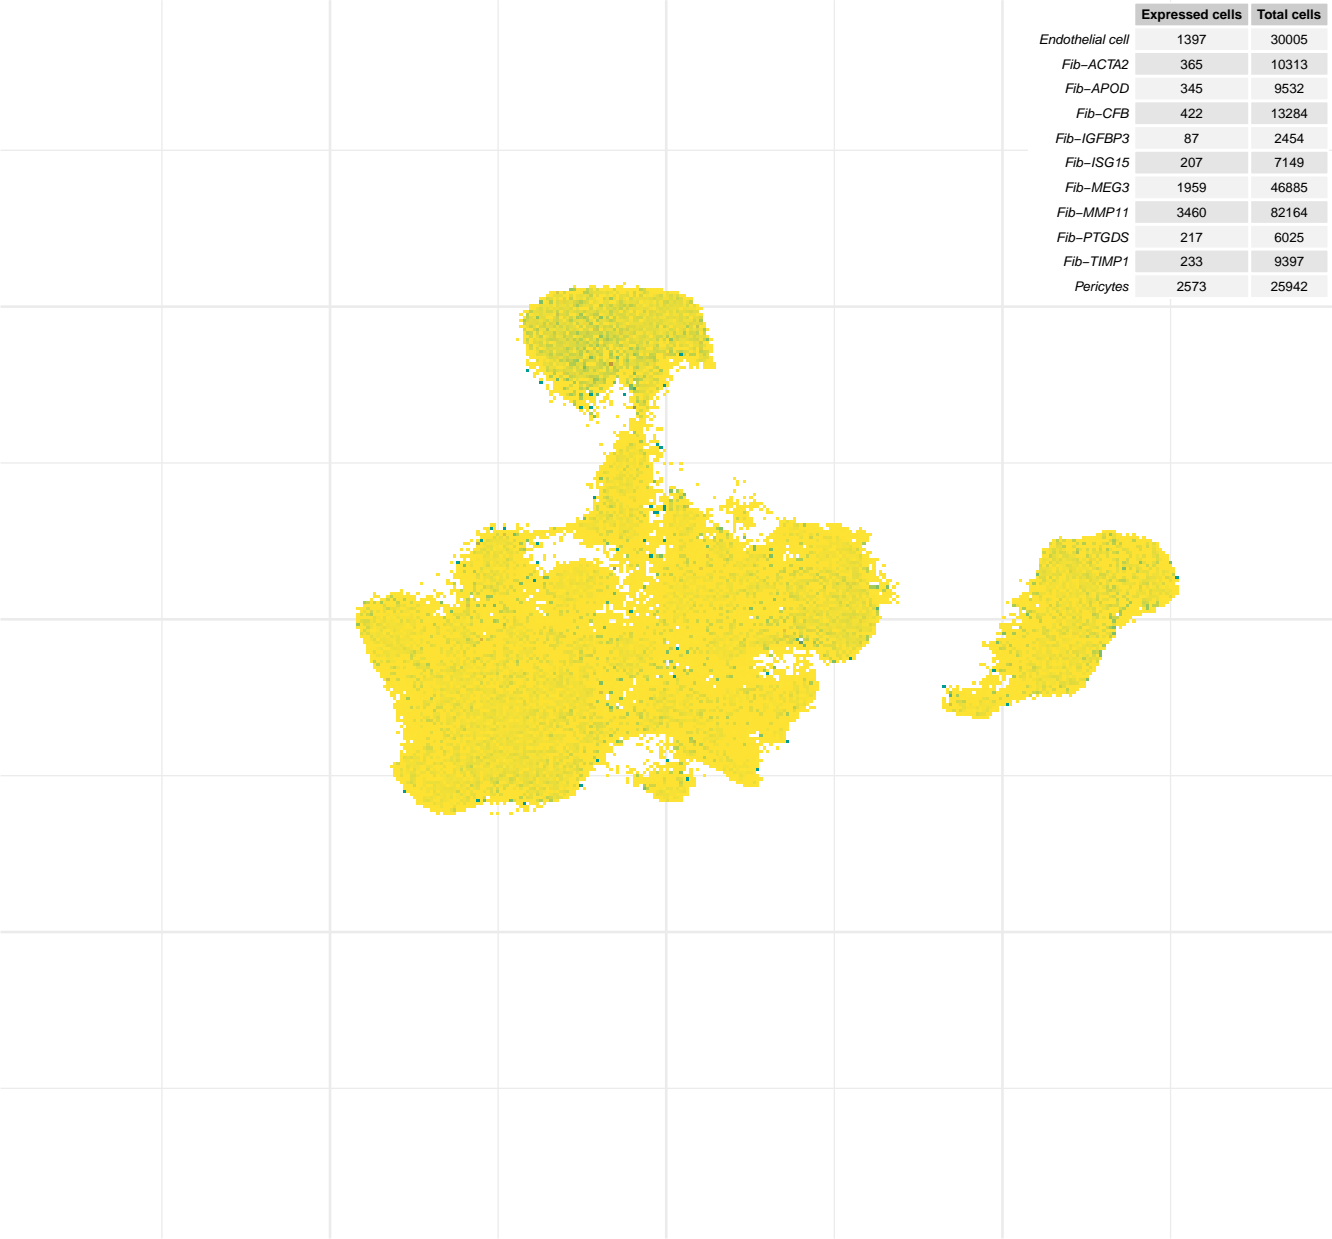 Expressed cells Total cells
Endothelial cell 1397 30005
Fib−ACTA2 365 10313
Fib−APOD 345 9532
Fib−CFB 422 13284
Fib−IGFBP3 87 2454
Fib−ISG15 207 7149
Fib−MEG3 1959 46885
Fib−MMP11 3460 82164
Fib−PTGDS 217 6025
Fib−TIMP1 233 9397
Pericytes 2573 25942